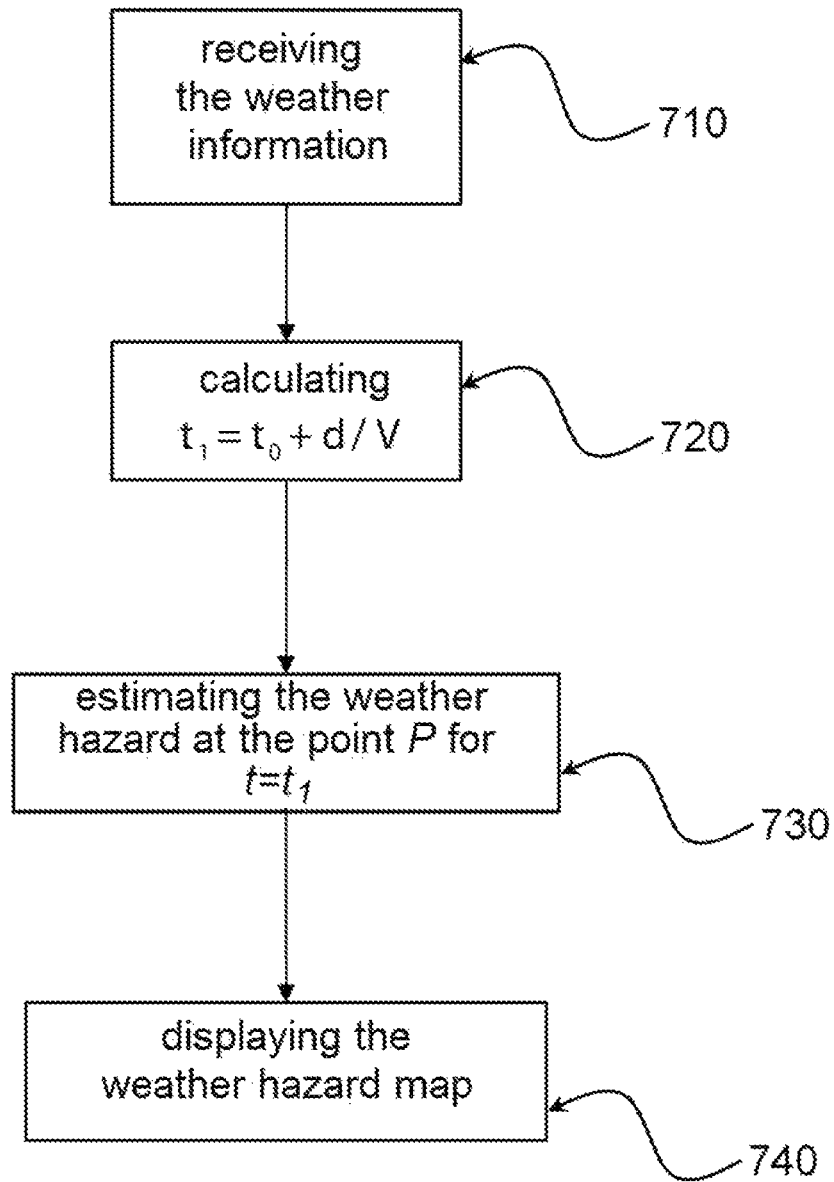 receiving
the weather
information
710
calculating
t₁ = t₀ + d / V
720
estimating the weather
hazard at the point P for
t=t₁
730
displaying the
weather hazard map
740